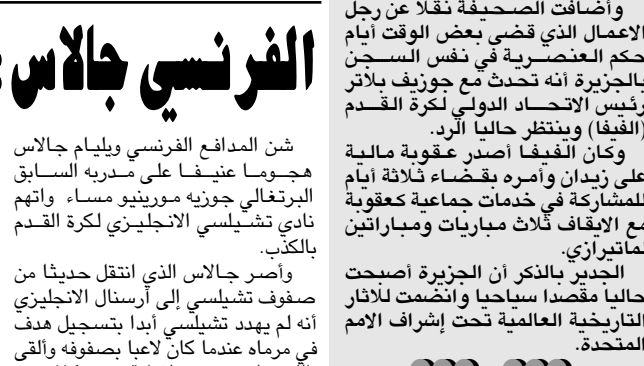 وأضافت الصحيفة نقلا عن رجل
الاعمال الذي قضى بعض الوقت أيام
حكم العنصرية في نفس السجن
بالجزيرة أنه تحدث مع جوزيف بلاتر
رئيس الاتحاد الدولي لكرة القدم
(الفيفا) وينتظر حاليا الرد.
وكان الفيفا أصدر عقوبة مالية
على زيدان وأمره بقضاء ثلاثة أيام
للمشاركة في خدمات جماعية كعقوبة
مع الايقاف ثلاث مباريات ومباراتين
لماتيرازي.
الجدير بالذكر أن الجزيرة أصبحت
حاليا مقصدا سياحيا وانضمت للاثار
التاريخية العالمية تحت إشراف الامم
المتحدة.
الفرنسي جالاس
شن المدافع الفرنسي ويليام جالاس
هجوما عنيفا على مدربه السابق
البرتغالي جوزيه مورينيو مساء واتهم
نادي تشيلسي الانجليزي لكرة القدم
بالكذب.
وأصر جالاس الذي انتقل حديثا من
صفوف تشيلسي إلى أرسنال الانجليزي
أنه لم يهدد تشيلسي أبدا بتسجيل هدف
في مرماه عندما كان لاعبا بصفوفه وألقى